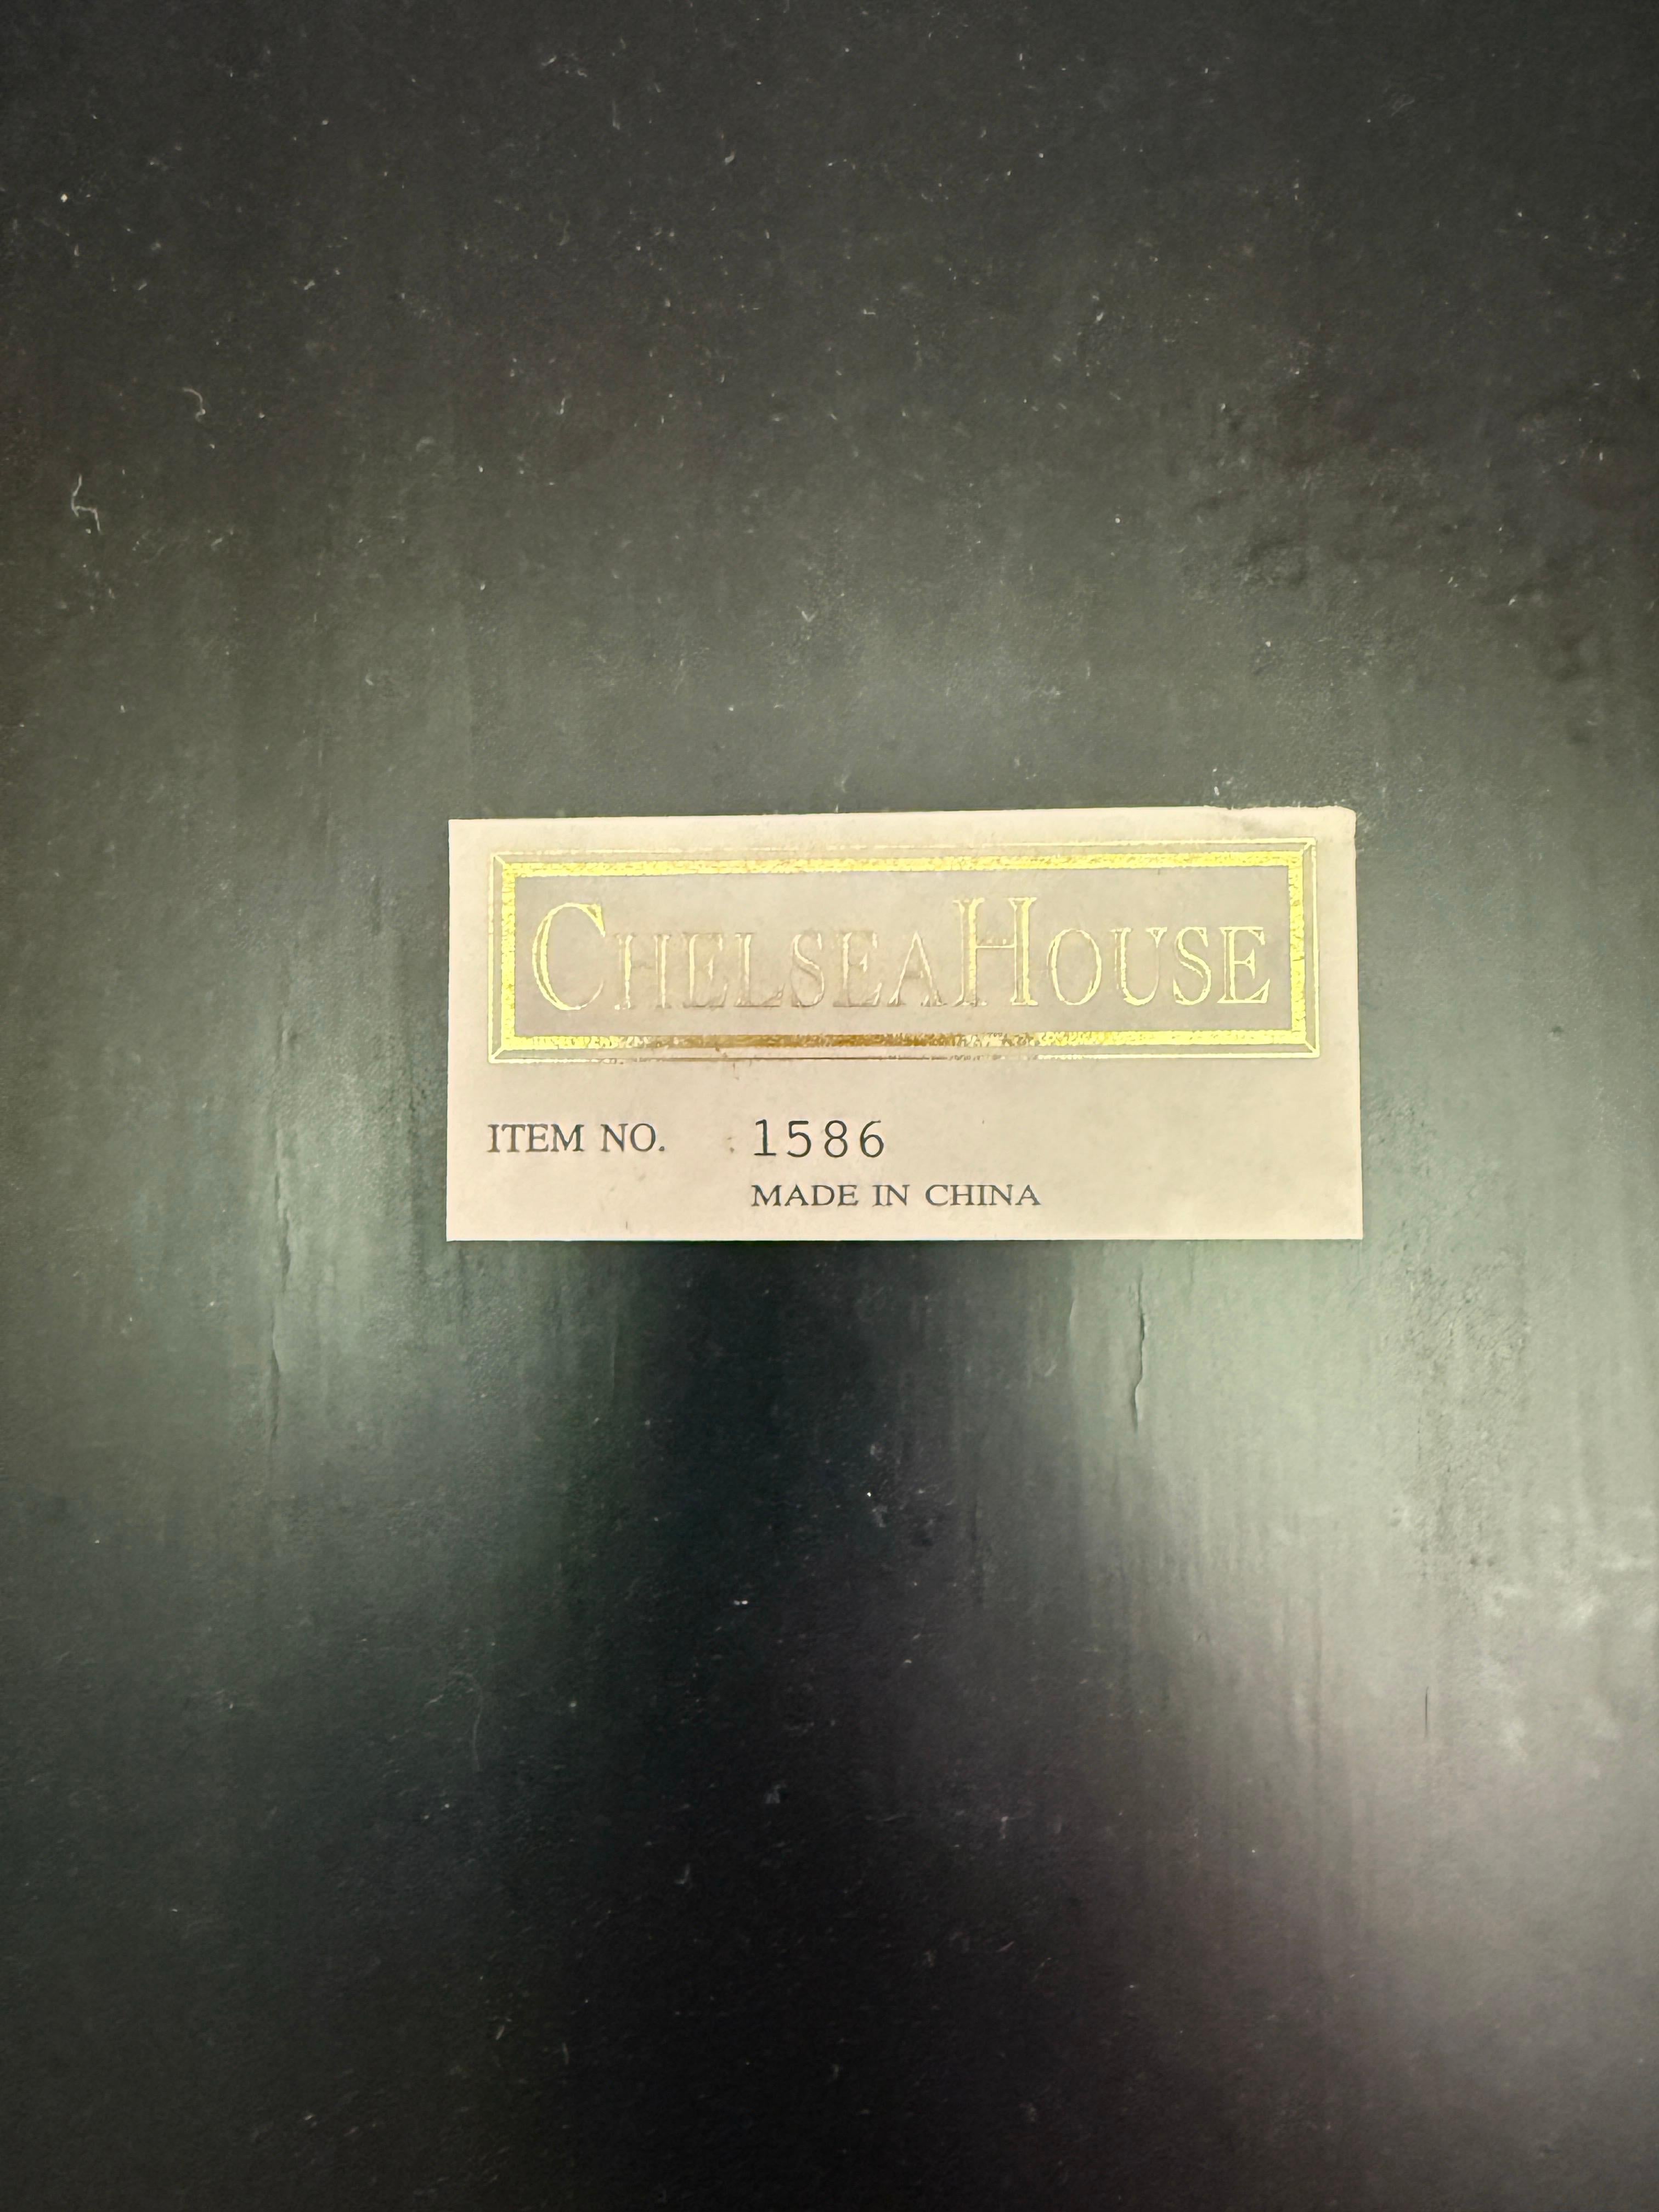 CHELSEAHOUSE
ITEM NO. 1586
MADE IN CHINA